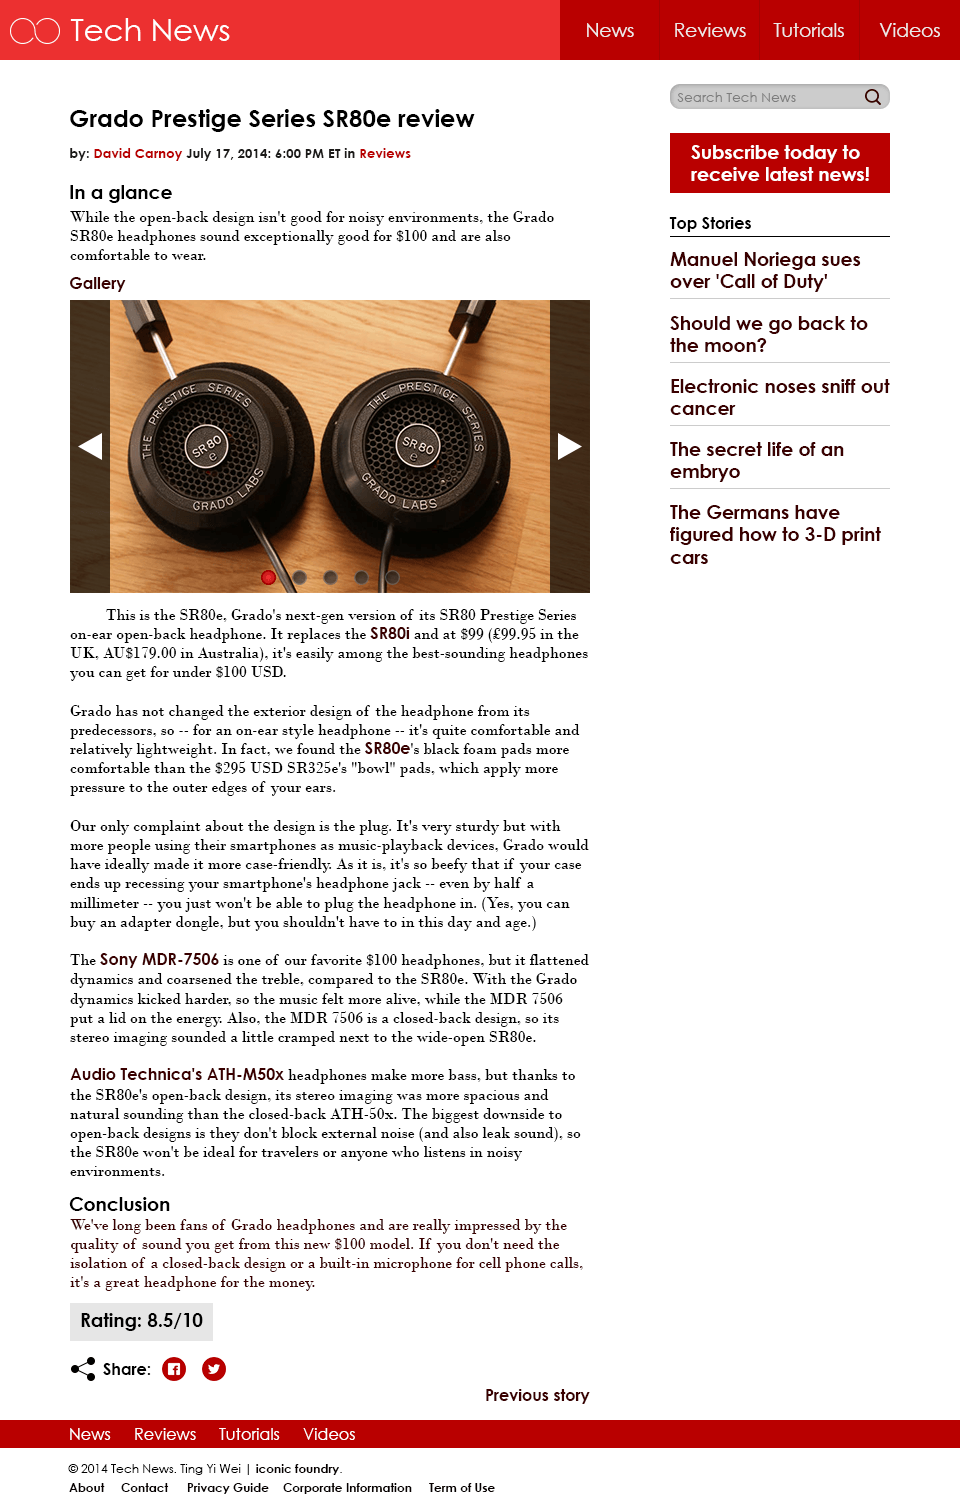 Tech News
News Reviews Tutorials Videos
Search Tech News
Grado Prestige Series SR80e review
by: David Carnoy July 17, 2014: 6:00 PM ET in Reviews
In a glance
While the open-back design isn't good for noisy environments, the Grado
SR80e headphones sound exceptionally good for $100 and are also
comfortable to wear.
Gallery
THE PRESTIGE SERIES
SR80
e
GRADO LABS
THE PRESTIGE SERIES
SR80
e
GRADO LABS
This is the SR80e, Grado's next-gen version of its SR80 Prestige Series
on-ear open-back headphone. It replaces the SR80i and at $99 (£99.95 in the
UK, AU$179.00 in Australia), it's easily among the best-sounding headphones
you can get for under $100 USD.
Grado has not changed the exterior design of the headphone from its
predecessors, so -- for an on-ear style headphone -- it's quite comfortable and
relatively lightweight. In fact, we found the SR80e's black foam pads more
comfortable than the $295 USD SR325e's "bowl" pads, which apply more
pressure to the outer edges of your ears.
Our only complaint about the design is the plug. It's very sturdy but with
more people using their smartphones as music-playback devices, Grado would
have ideally made it more case-friendly. As it is, it's so beefy that if your case
ends up recessing your smartphone's headphone jack -- even by half a
millimeter -- you just won't be able to plug the headphone in. (Yes, you can
buy an adapter dongle, but you shouldn't have to in this day and age.)
The Sony MDR-7506 is one of our favorite $100 headphones, but it flattened
dynamics and coarsened the treble, compared to the SR80e. With the Grado
dynamics kicked harder, so the music felt more alive, while the MDR 7506
put a lid on the energy. Also, the MDR 7506 is a closed-back design, so its
stereo imaging sounded a little cramped next to the wide-open SR80e.
Audio Technica's ATH-M50x headphones make more bass, but thanks to
the SR80e's open-back design, its stereo imaging was more spacious and
natural sounding than the closed-back ATH-50x. The biggest downside to
open-back designs is they don't block external noise (and also leak sound), so
the SR80e won't be ideal for travelers or anyone who listens in noisy
environments.
Conclusion
We've long been fans of Grado headphones and are really impressed by the
quality of sound you get from this new $100 model. If you don't need the
isolation of a closed-back design or a built-in microphone for cell phone calls,
it's a great headphone for the money.
Rating: 8.5/10
Share:
Previous story
Subscribe today to
receive latest news!
Top Stories
Manuel Noriega sues
over 'Call of Duty'
Should we go back to
the moon?
Electronic noses sniff out
cancer
The secret life of an
embryo
The Germans have
figured how to 3-D print
cars
News Reviews Tutorials Videos
© 2014 Tech News. Ting Yi Wei | iconic foundry.
About Contact Privacy Guide Corporate Information Term of Use